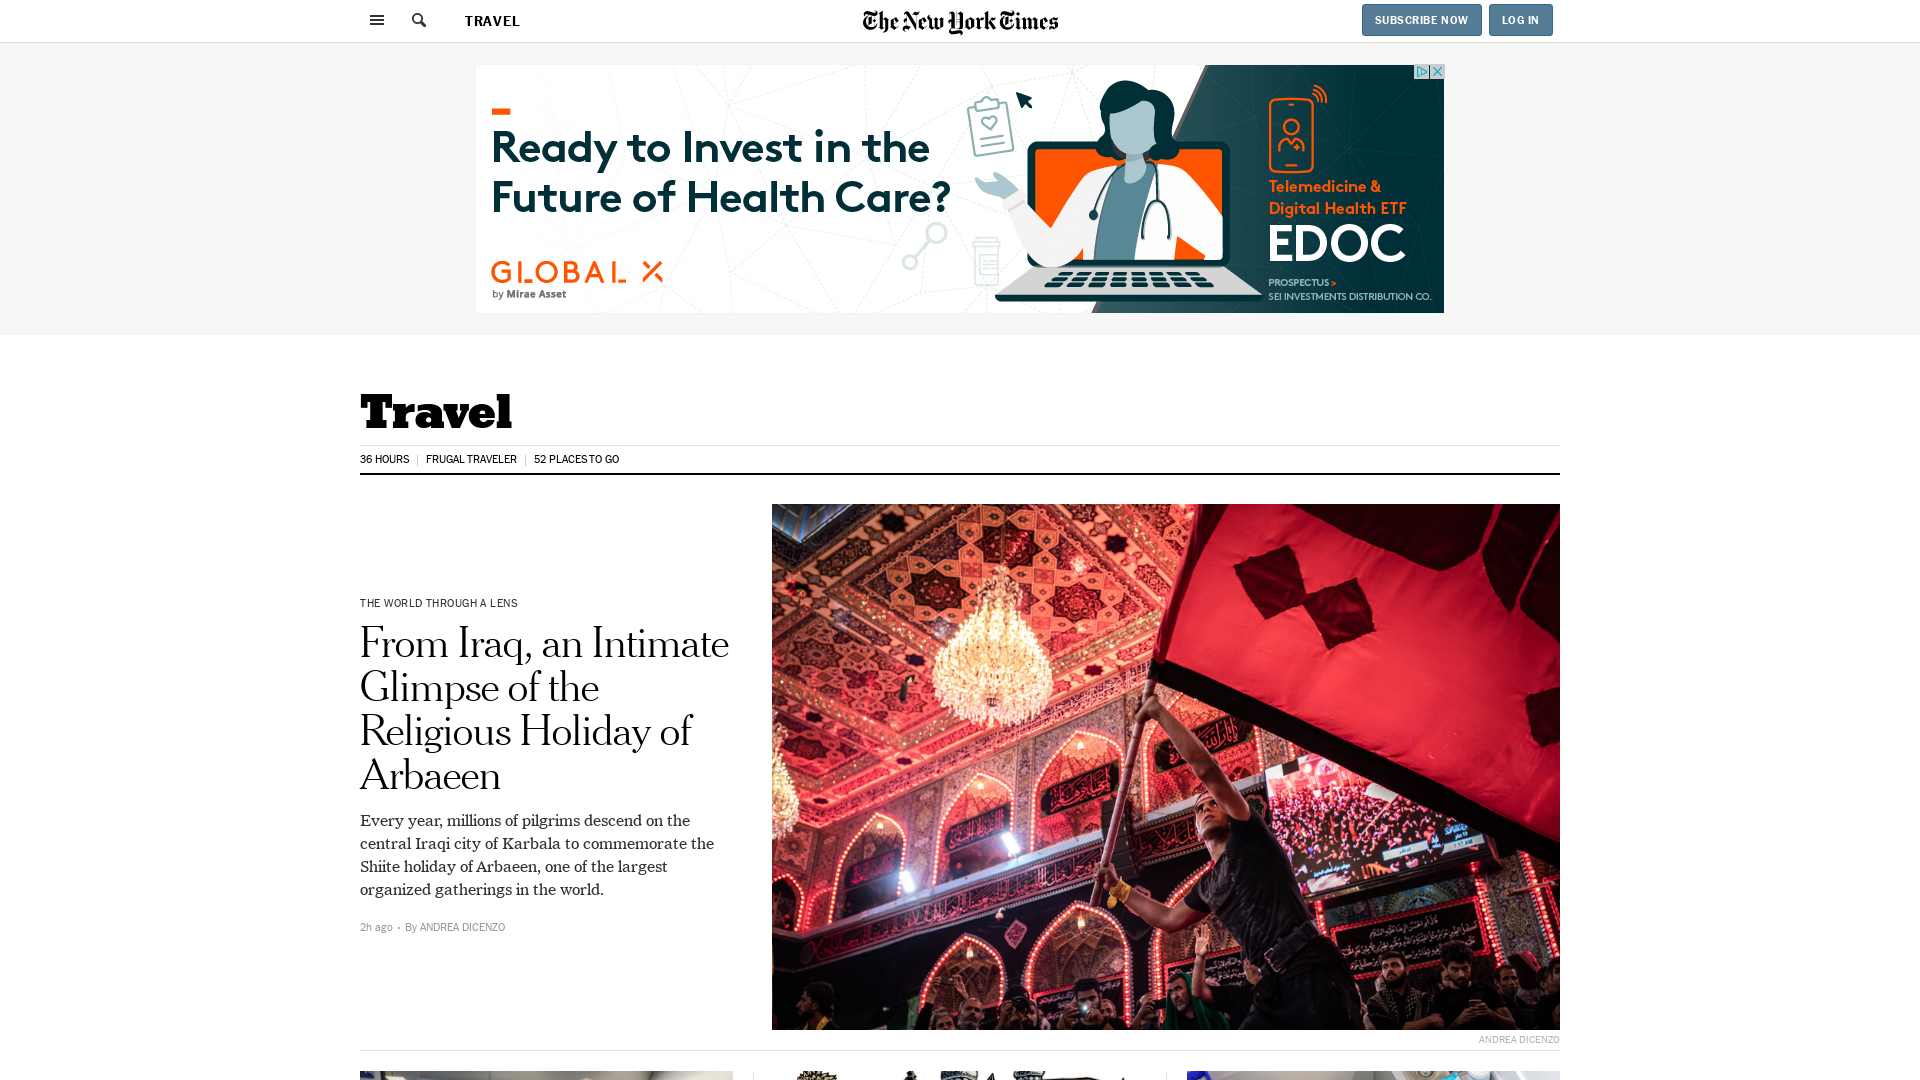 TRAVEL
The New York Times
SUBSCRIBE NOW
LOG IN
Ready to Invest in the
Future of Health Care?
GLOBAL X
by Mirae Asset
Telemedicine &
Digital Health ETF
EDOC
PROSPECTUS >
SEI INVESTMENTS DISTRIBUTION CO.
Travel
36 HOURS
FRUGAL TRAVELER
52 PLACES TO GO
THE WORLD THROUGH A LENS
From Iraq, an Intimate
Glimpse of the
Religious Holiday of
Arbaeen
Every year, millions of pilgrims descend on the
central Iraqi city of Karbala to commemorate the
Shiite holiday of Arbaeen, one of the largest
organized gatherings in the world.
2h ago • By ANDREA DICENZO
ANDREA DICENZO